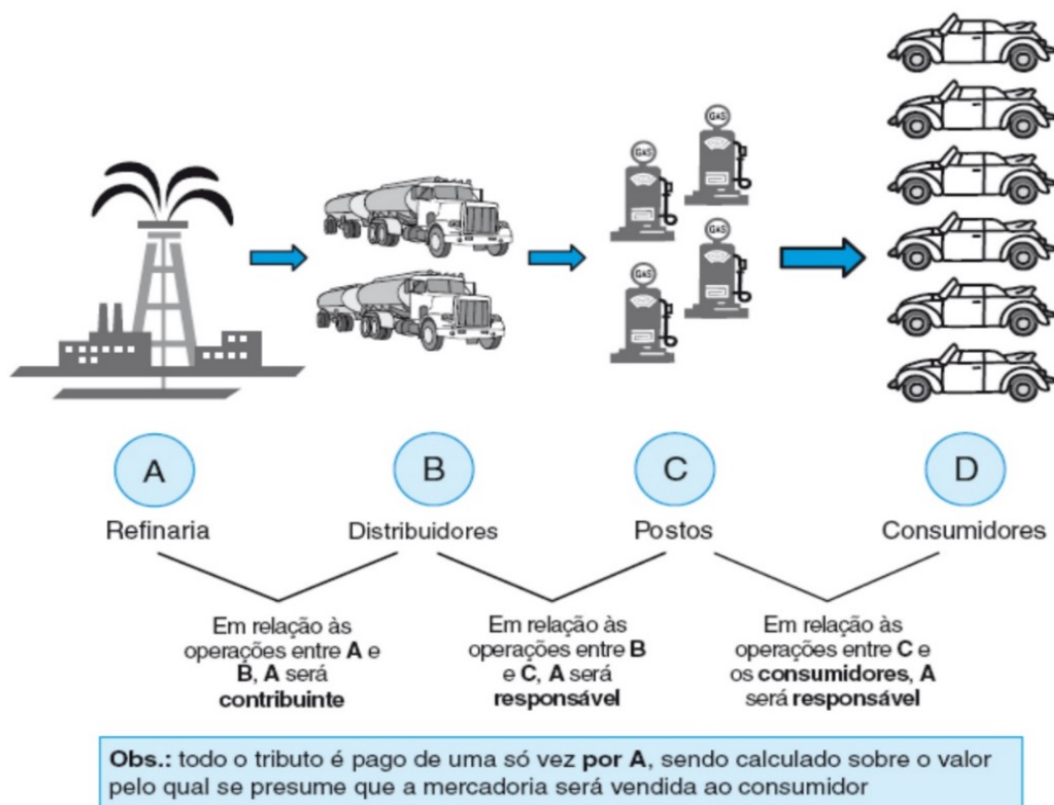 GAS
GAS
GAS
GAS
A
B
C
D
Refinaria
Distribuidores
Postos
Consumidores
Em relação às
operações entre A e
B, A será
contribuinte
Em relação às
operações entre B
e C, A será
responsável
Em relação às
operações entre C e
os consumidores, A
será responsável
Obs.: todo o tributo é pago de uma só vez por A, sendo calculado sobre o valor
pelo qual se presume que a mercadoria será vendida ao consumidor